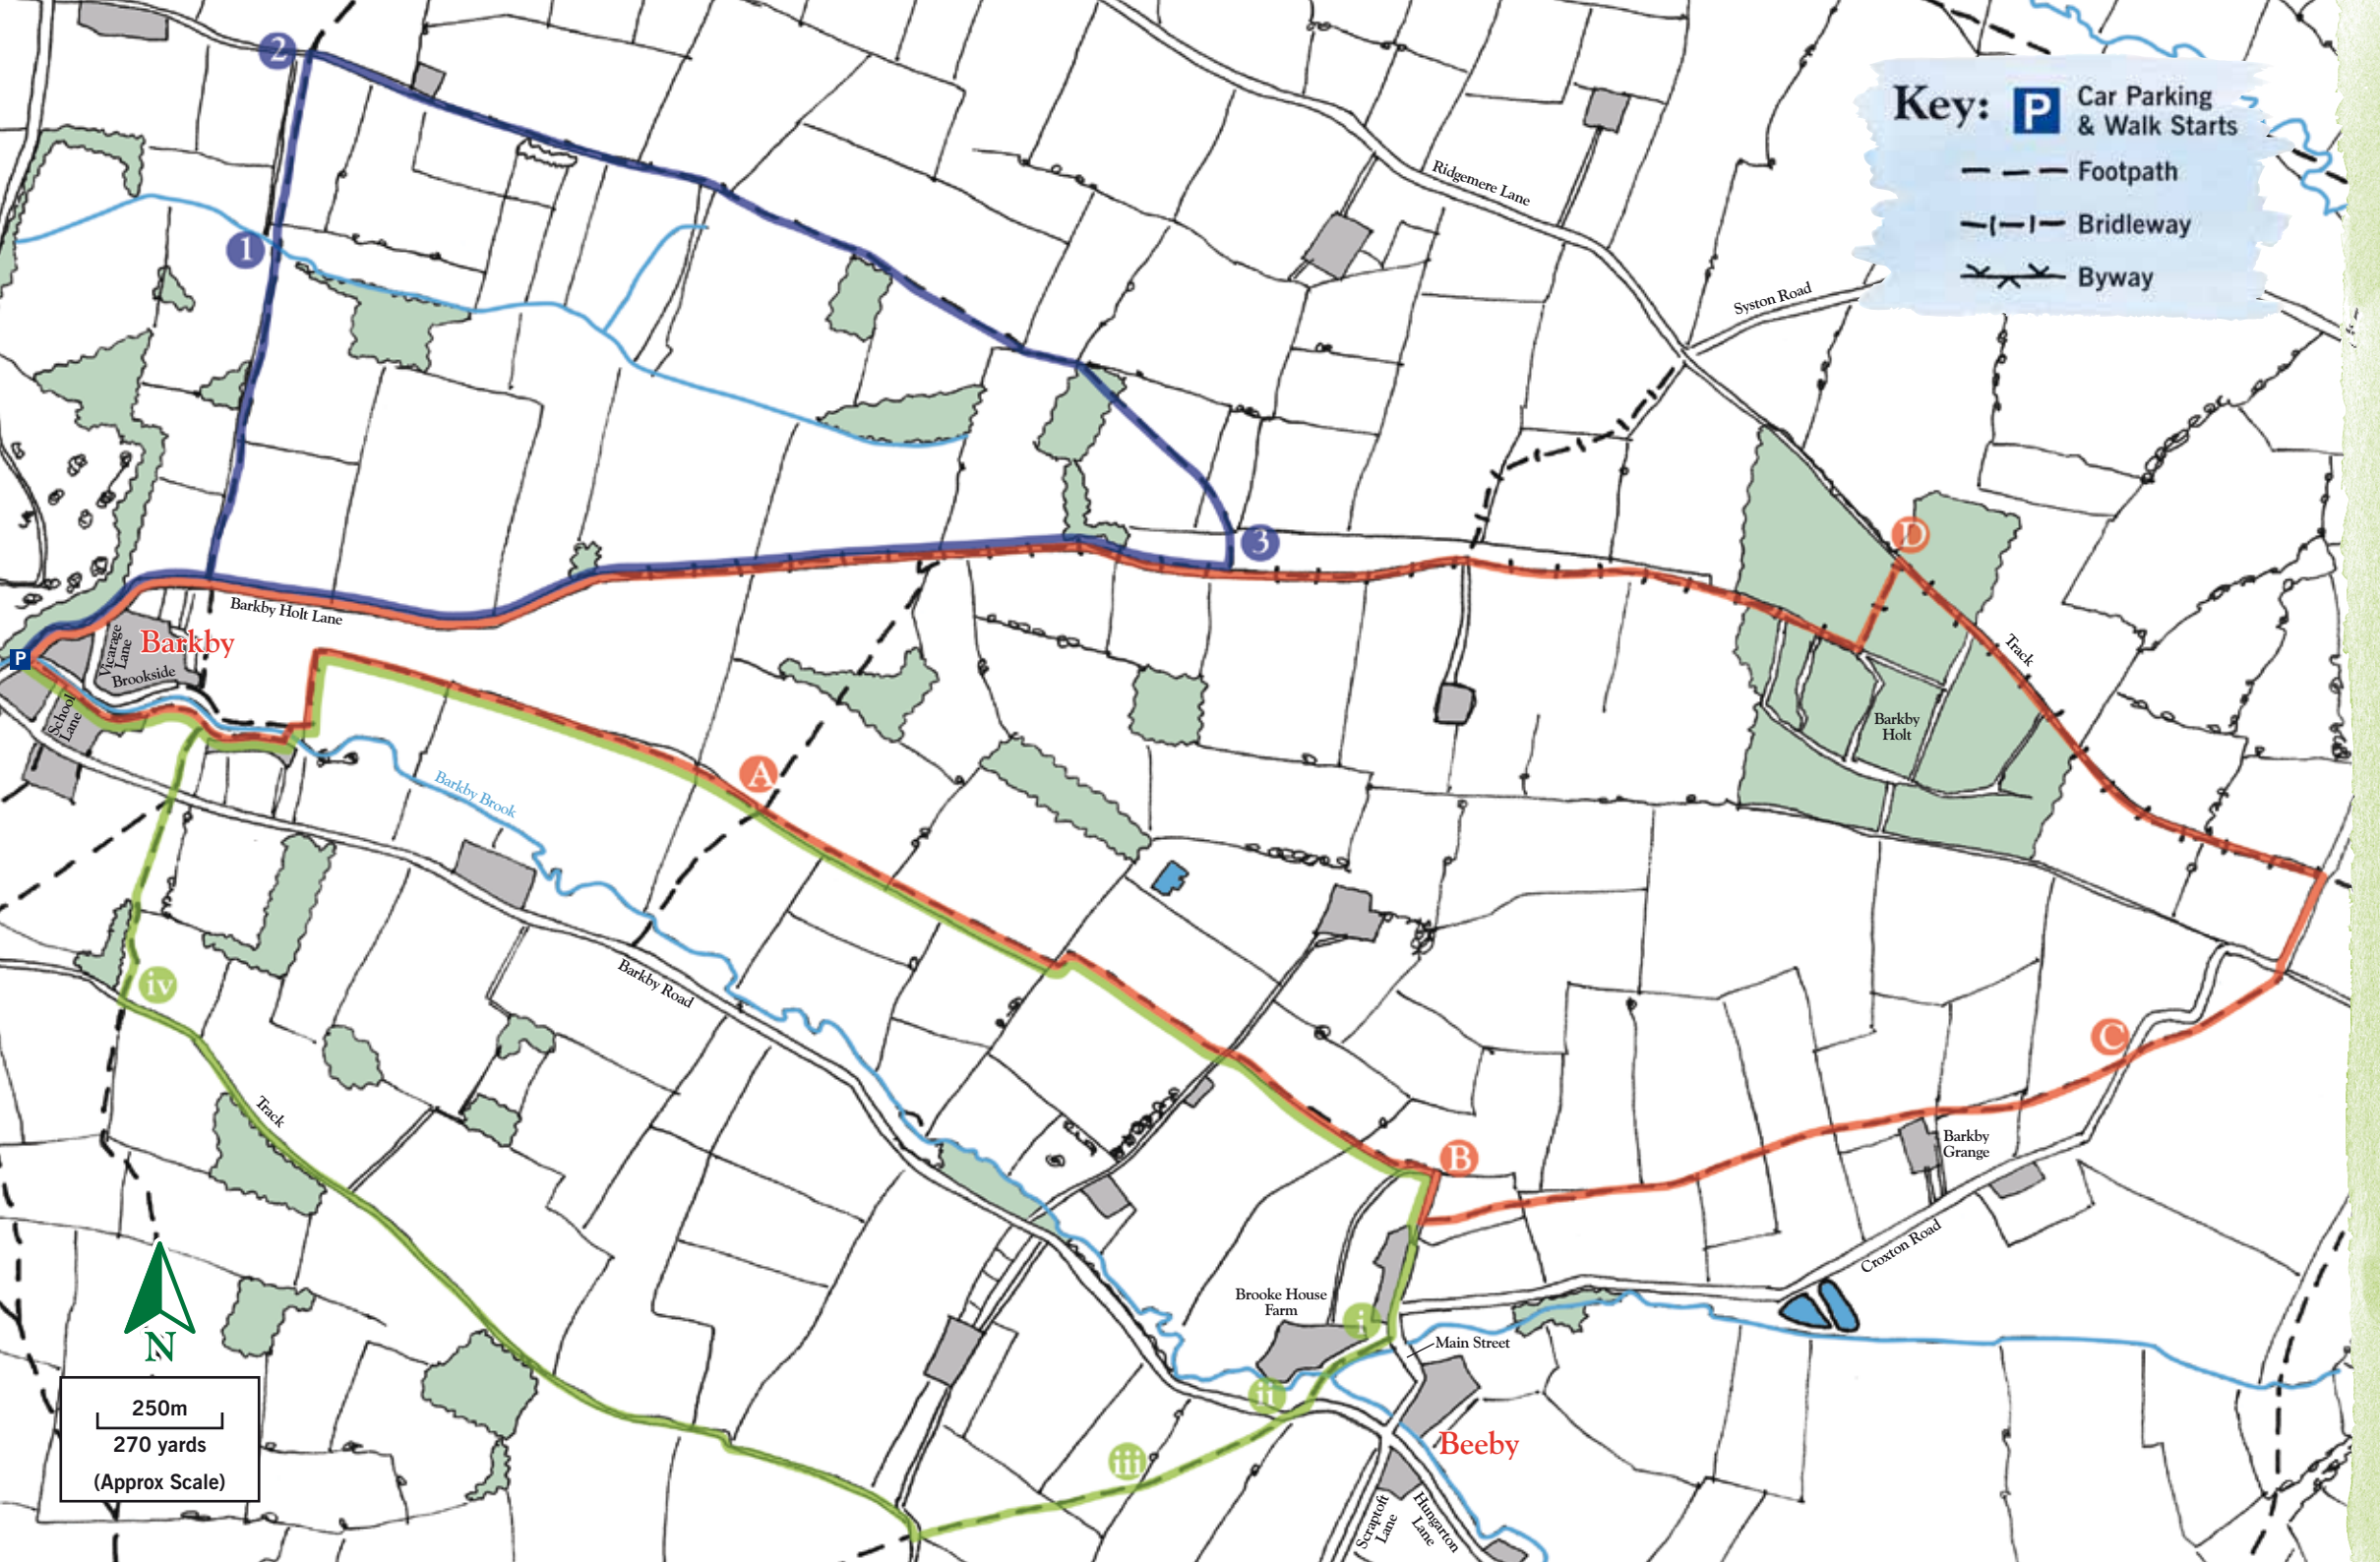 2
1
Key:
P
Car Parking
& Walk Starts
Footpath
Bridleway
Byway
Ridgemere Lane
Syston Road
3
D
Barkby Holt Lane
P
Barkby
Vicarage
Lane
Brookside
School
Lane
Track
Barkby
Holt
A
Barkby Brook
iv
Barkby Road
C
Track
B
Barkby
Grange
Croxton Road
N
Brooke House
Farm
i
Main Street
ii
iii
Beeby
250m
270 yards
(Approx Scale)
Scraptoft
Lane
Hungarton
Lane